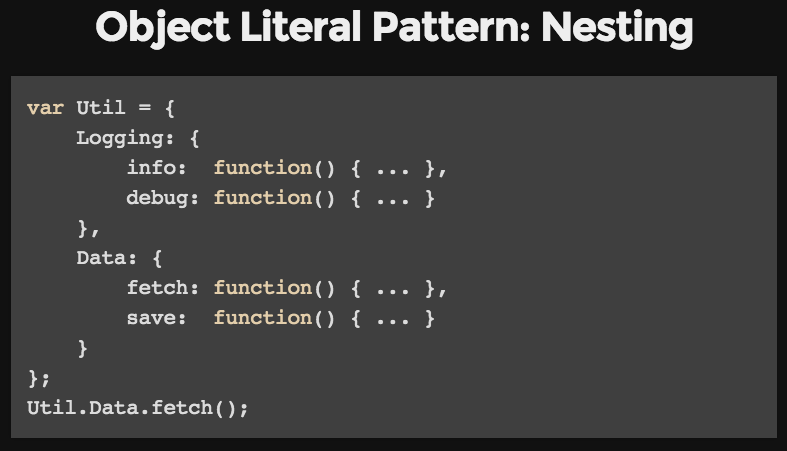 Object Literal Pattern: Nesting
var Util = {
    Logging: {
        info:  function() { ... },
        debug: function() { ... }
    },
    Data: {
        fetch: function() { ... },
        save:  function() { ... }
    }
};
Util.Data.fetch();